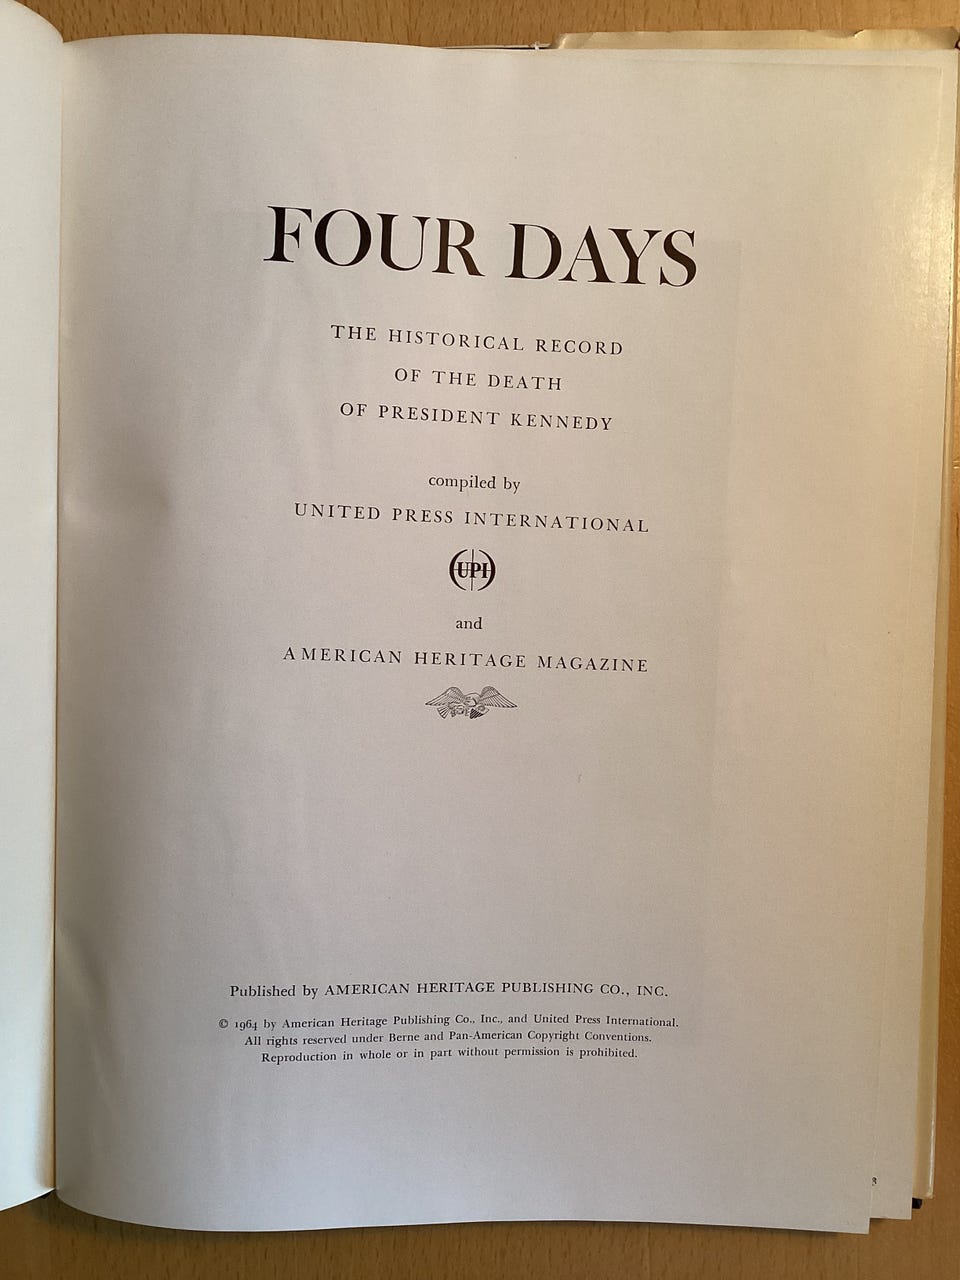 FOUR DAYS
THE HISTORICAL RECORD
OF THE DEATH
OF PRESIDENT KENNEDY
compiled by
UNITED PRESS INTERNATIONAL
UPI
and
AMERICAN HERITAGE MAGAZINE
Published by AMERICAN HERITAGE PUBLISHING CO., INC.
© 1964 by American Heritage Publishing Co., Inc., and United Press International.
All rights reserved under Berne and Pan-American Copyright Conventions.
Reproduction in whole or in part without permission is prohibited.
3